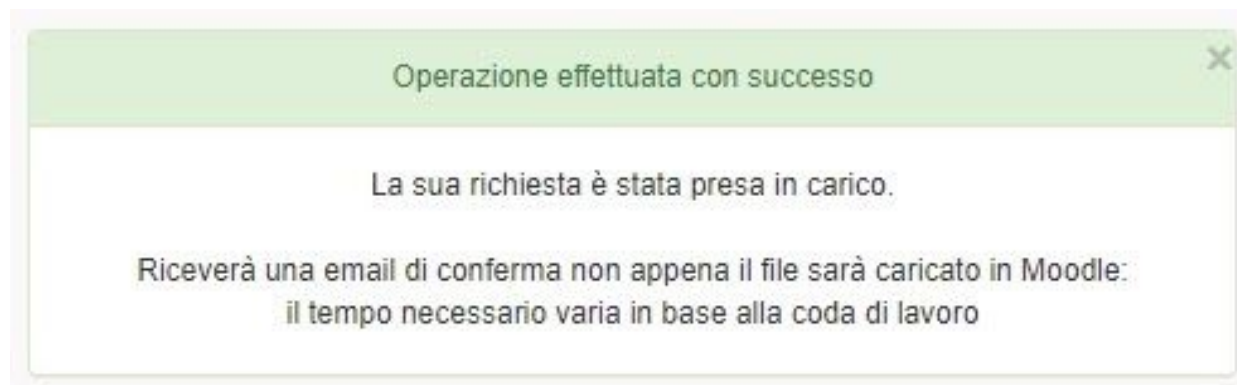 Operazione effettuata con successo
La sua richiesta è stata presa in carico.
Riceverà una email di conferma non appena il file sarà caricato in Moodle:
il tempo necessario varia in base alla coda di lavoro